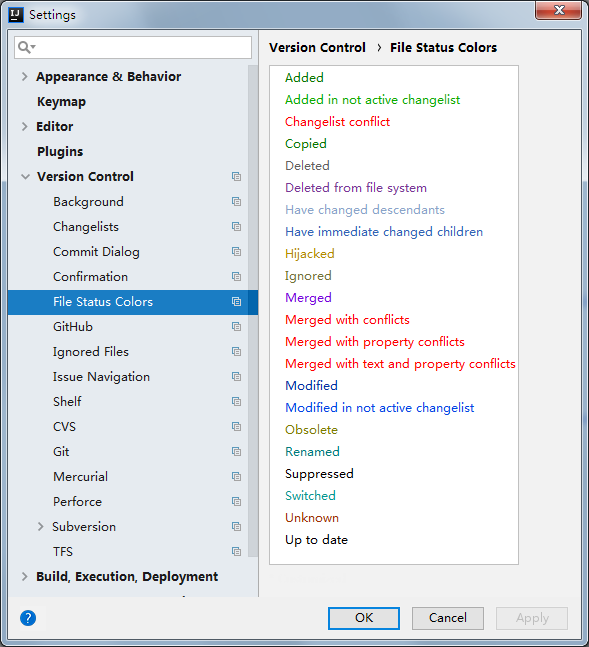 IJ Settings
Version Control › File Status Colors
Appearance & Behavior
Keymap
Editor
Plugins
Version Control
Background
Changelists
Commit Dialog
Confirmation
File Status Colors
GitHub
Ignored Files
Issue Navigation
Shelf
CVS
Git
Mercurial
Perforce
Subversion
TFS
Build, Execution, Deployment
Added
Added in not active changelist
Changelist conflict
Copied
Deleted
Deleted from file system
Have changed descendants
Have immediate changed children
Hijacked
Ignored
Merged
Merged with conflicts
Merged with property conflicts
Merged with text and property conflicts
Modified
Modified in not active changelist
Obsolete
Renamed
Suppressed
Switched
Unknown
Up to date
? OK Cancel Apply